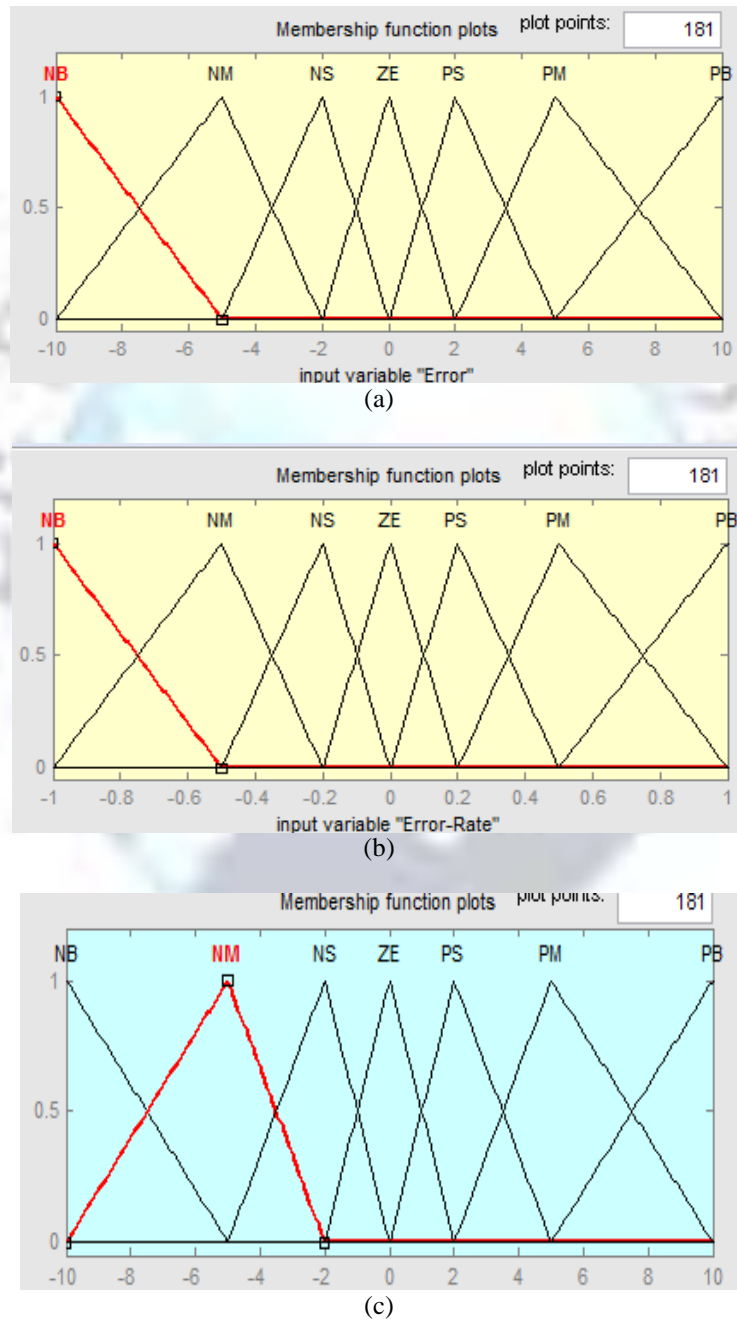 Membership function plots plot points: 181
NB NM NS ZE PS PM PB
1
0.5
0
-10 -8 -6 -4 -2 0 2 4 6 8 10
input variable "Error"
(a)
Membership function plots plot points: 181
NB NM NS ZE PS PM PB
1
0.5
0
-1 -0.8 -0.6 -0.4 -0.2 0 0.2 0.4 0.6 0.8 1
input variable "Error-Rate"
(b)
Membership function plots plot points: 181
NB NM NS ZE PS PM PB
1
0.5
0
-10 -8 -6 -4 -2 0 2 4 6 8 10
(c)